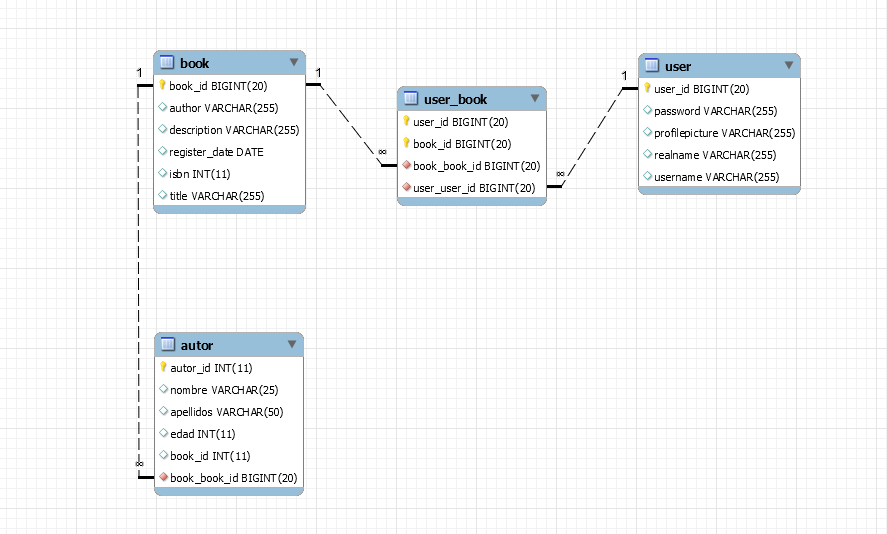 1
book
book_id BIGINT(20)
author VARCHAR(255)
description VARCHAR(255)
register_date DATE
isbn INT(11)
title VARCHAR(255)
1
∞
user_book
user_id BIGINT(20)
book_id BIGINT(20)
book_book_id BIGINT(20)
user_user_id BIGINT(20)
∞
1
user
user_id BIGINT(20)
password VARCHAR(255)
profilepicture VARCHAR(255)
realname VARCHAR(255)
username VARCHAR(255)
autor
autor_id INT(11)
nombre VARCHAR(25)
apellidos VARCHAR(50)
edad INT(11)
book_id INT(11)
book_book_id BIGINT(20)
∞